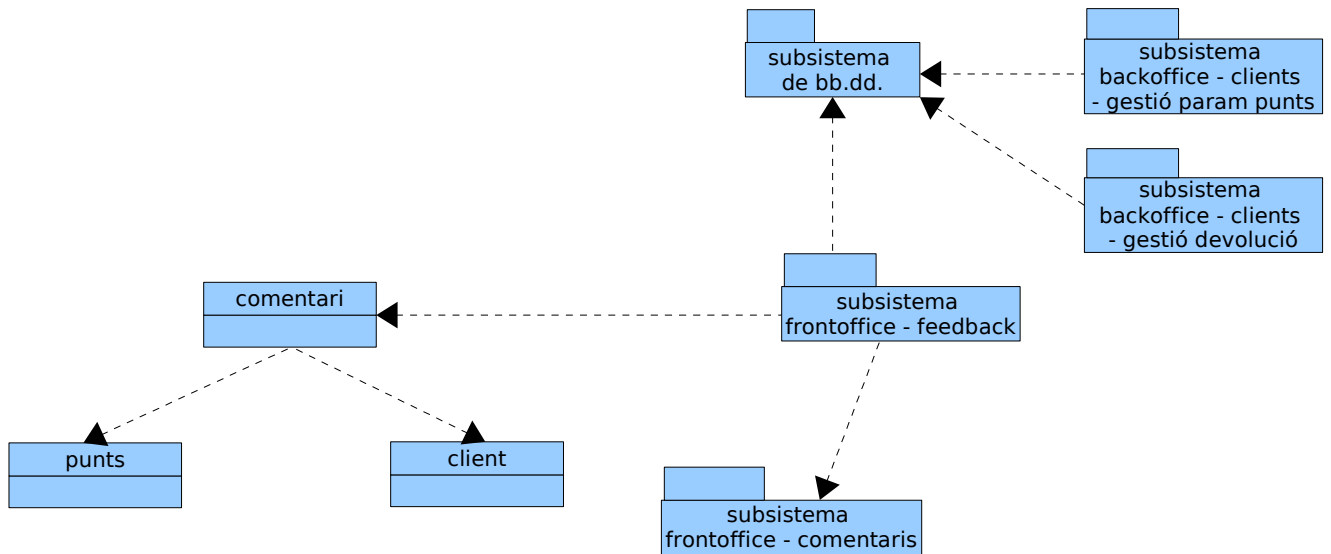 subsistema
de bb.dd.
subsistema
backoffice - clients
- gestió param punts
subsistema
backoffice - clients
- gestió devolució
comentari
subsistema
frontoffice - feedback
punts
client
subsistema
frontoffice - comentaris